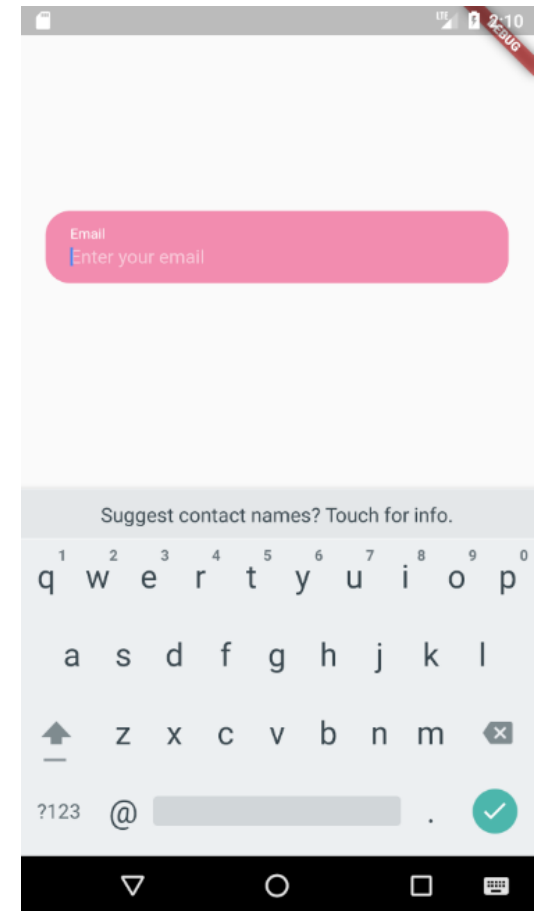 LTE 2:10
DEBUG
Email
Enter your email
Suggest contact names? Touch for info.
1 2 3 4 5 6 7 8 9 0
q w e r t y u i o p
a s d f g h j k l
z x c v b n m
?123 @ .